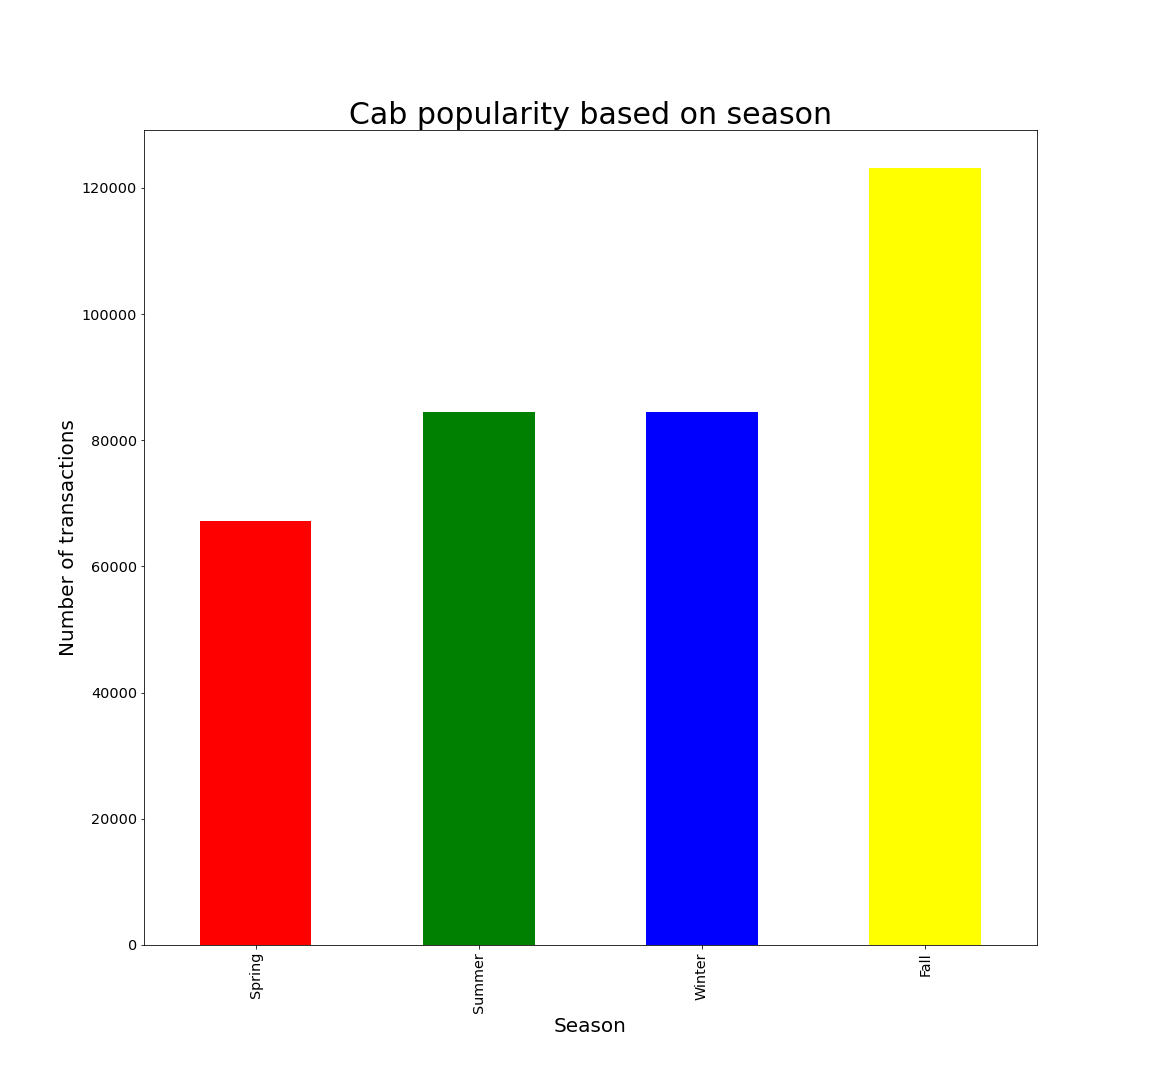 Cab popularity based on season
Number of transactions
120000
100000
80000
60000
40000
20000
0
Spring
Summer
Winter
Fall
Season